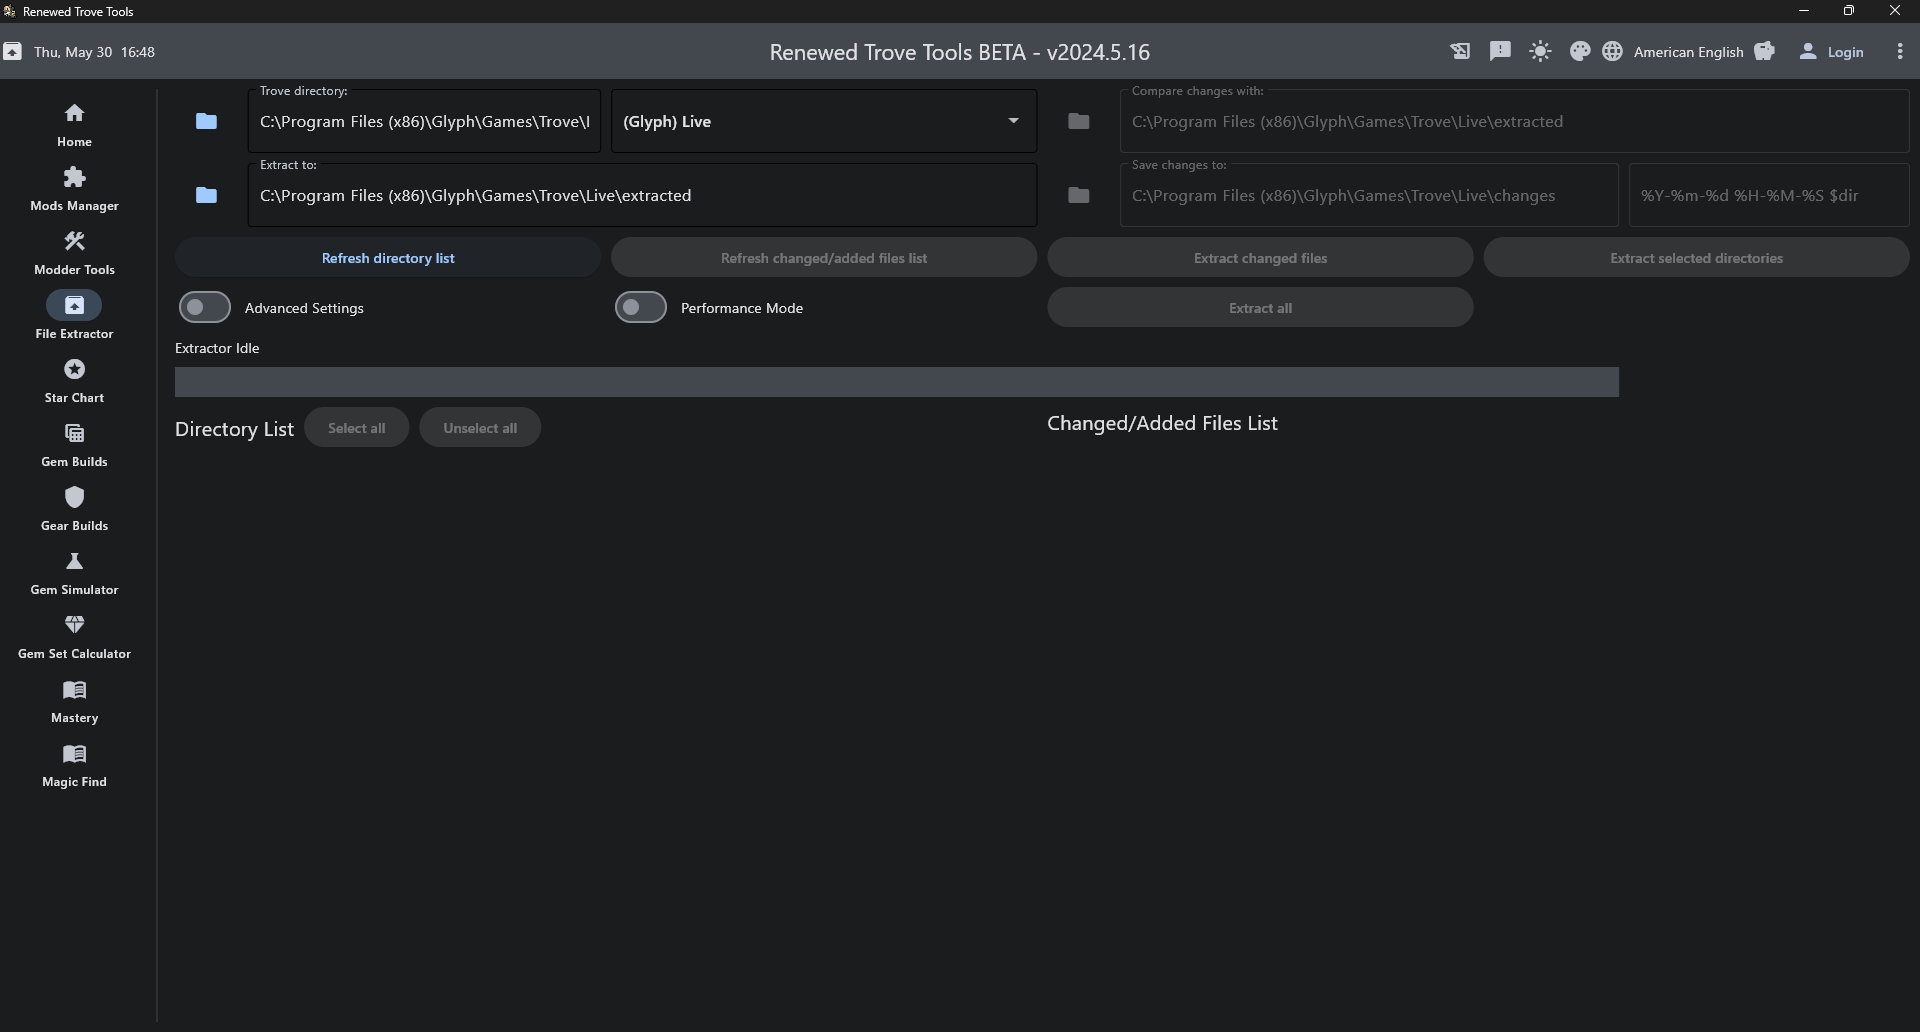 Renewed Trove Tools
Thu, May 30 16:48
Renewed Trove Tools BETA - v2024.5.16
American English
Login
Home
Mods Manager
Modder Tools
File Extractor
Star Chart
Gem Builds
Gear Builds
Gem Simulator
Gem Set Calculator
Mastery
Magic Find
Trove directory:
C:\Program Files (x86)\Glyph\Games\Trove\l
(Glyph) Live
Compare changes with:
C:\Program Files (x86)\Glyph\Games\Trove\Live\extracted
Extract to:
C:\Program Files (x86)\Glyph\Games\Trove\Live\extracted
Save changes to:
C:\Program Files (x86)\Glyph\Games\Trove\Live\changes
%Y-%m-%d %H-%M-%S $dir
Refresh directory list
Refresh changed/added files list
Extract changed files
Extract selected directories
Advanced Settings
Performance Mode
Extract all
Extractor Idle
Directory List
Select all
Unselect all
Changed/Added Files List